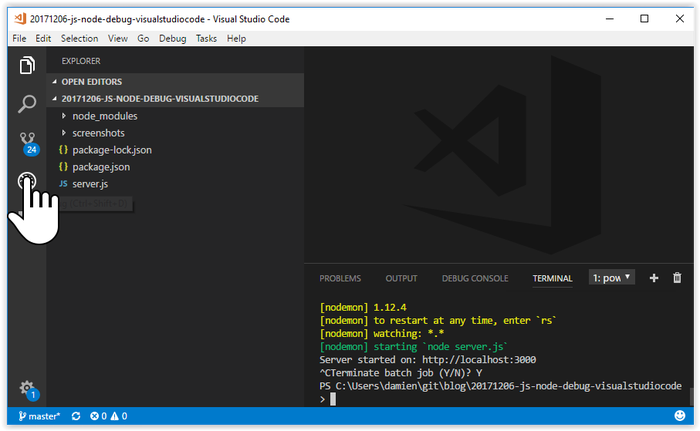 20171206-js-node-debug-visualstudiocode - Visual Studio Code
File Edit Selection View Go Debug Tasks Help
EXPLORER
OPEN EDITORS
20171206-JS-NODE-DEBUG-VISUALSTUDIOCODE
node_modules
screenshots
{} package-lock.json
{} package.json
JS server.js
24
1
PROBLEMS OUTPUT DEBUG CONSOLE TERMINAL 1: pow
[nodemon] 1.12.4
[nodemon] to restart at any time, enter `rs`
[nodemon] watching: *.*
[nodemon] starting `node server.js`
Server started on: http://localhost:3000
^CTerminate batch job (Y/N)? Y
PS C:\Users\damien\git\blog\20171206-js-node-debug-visualstudiocode
>
master* 0 0